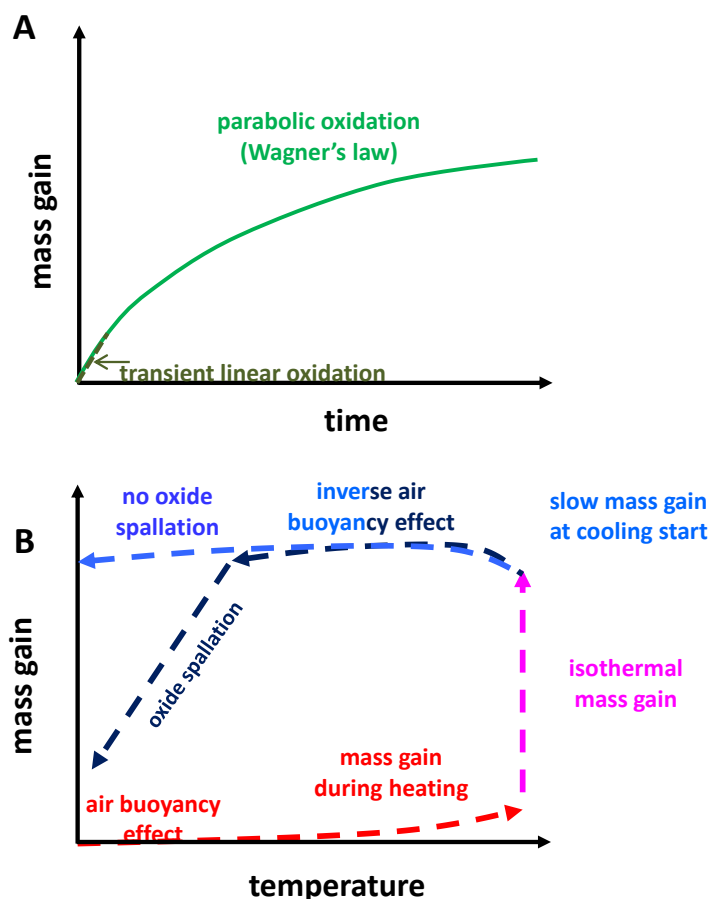 A
mass gain
parabolic oxidation
(Wagner’s law)
transient linear oxidation
time
B
mass gain
no oxide
spallation
inverse air
buoyancy effect
slow mass gain
at cooling start
oxide spallation
isothermal
mass gain
mass gain
during heating
air buoyancy
effect
temperature